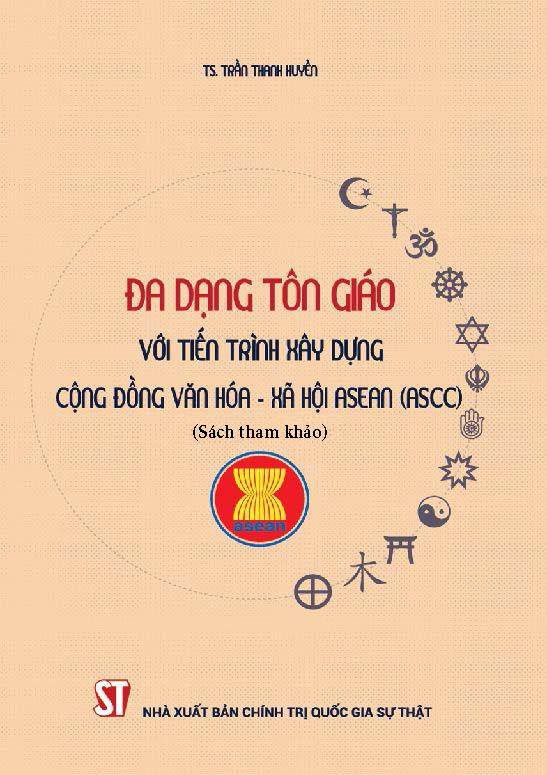 TS. TRẦN THANH HUYỀN
ĐA DẠNG TÔN GIÁO
VỚI TIẾN TRÌNH XÂY DỰNG
CỘNG ĐỒNG VĂN HÓA - XÃ HỘI ASEAN (ASCC)
(Sách tham khảo)
asean
ST
NHÀ XUẤT BẢN CHÍNH TRỊ QUỐC GIA SỰ THẬT